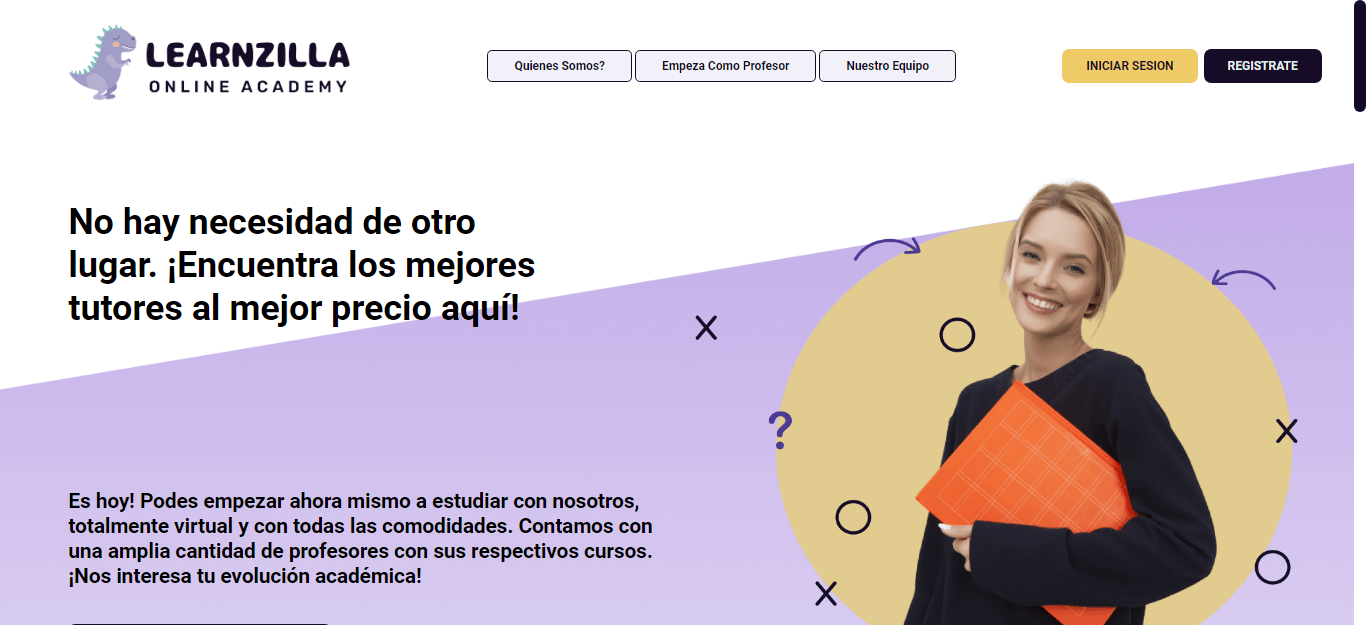 LEARNZILLA
ONLINE ACADEMY
Quienes Somos?
Empeza Como Profesor
Nuestro Equipo
INICIAR SESION
REGISTRATE
No hay necesidad de otro
lugar. ¡Encuentra los mejores
tutores al mejor precio aquí!
Es hoy! Podes empezar ahora mismo a estudiar con nosotros,
totalmente virtual y con todas las comodidades. Contamos con
una amplia cantidad de profesores con sus respectivos cursos.
¡Nos interesa tu evolución académica!